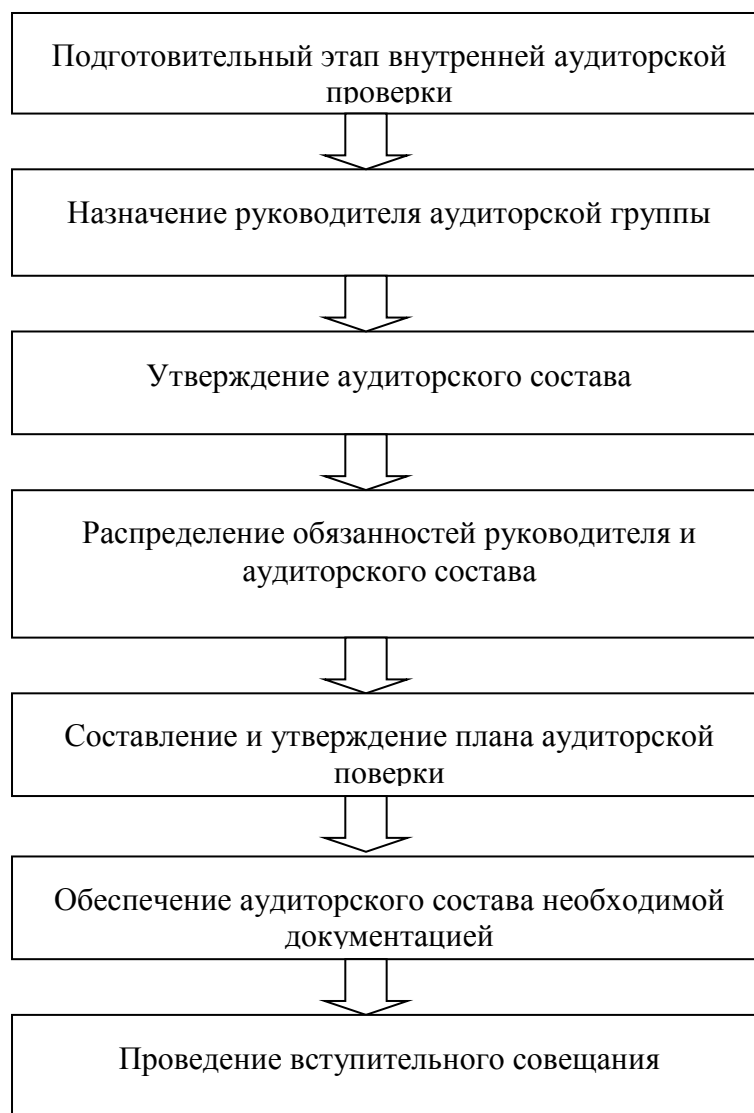 Подготовительный этап внутренней аудиторской
проверки
Назначение руководителя аудиторской группы
Утверждение аудиторского состава
Распределение обязанностей руководителя и
аудиторского состава
Составление и утверждение плана аудиторской
поверки
Обеспечение аудиторского состава необходимой
документацией
Проведение вступительного совещания